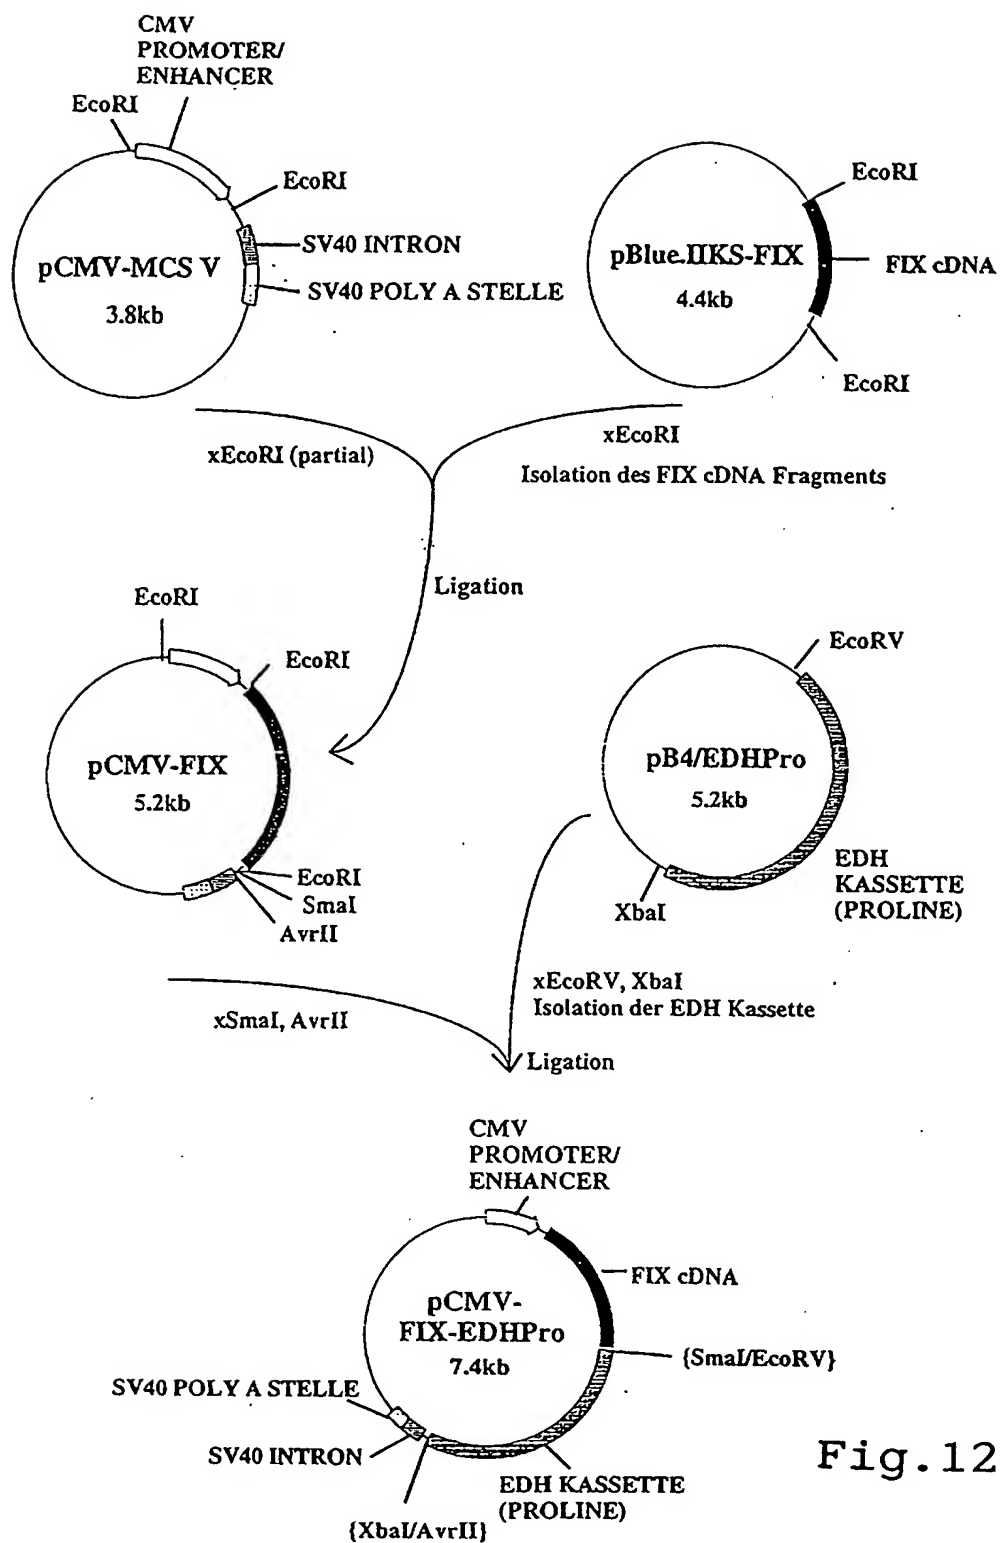 CMV
PROMOTER/
ENHANCER
EcoRI
EcoRI
SV40 INTRON
SV40 POLY A STELLE
pCMV-MCS V
3.8kb
EcoRI
pBlue.IIKS-FIX
4.4kb
FIX cDNA
EcoRI
xEcoRI (partial)
xEcoRI
Isolation des FIX cDNA Fragments
Ligation
EcoRI
EcoRI
pCMV-FIX
5.2kb
EcoRI
SmaI
AvrII
EcoRV
pB4/EDHPro
5.2kb
EDH
KASSETTE
(PROLINE)
XbaI
xSmaI, AvrII
xEcoRV, XbaI
Isolation der EDH Kassette
Ligation
CMV
PROMOTER/
ENHANCER
FIX cDNA
pCMV-
FIX-EDHPro
7.4kb
{SmaI/EcoRV}
SV40 POLY A STELLE
SV40 INTRON
EDH KASSETTE
(PROLINE)
{XbaI/AvrII}
Fig.12